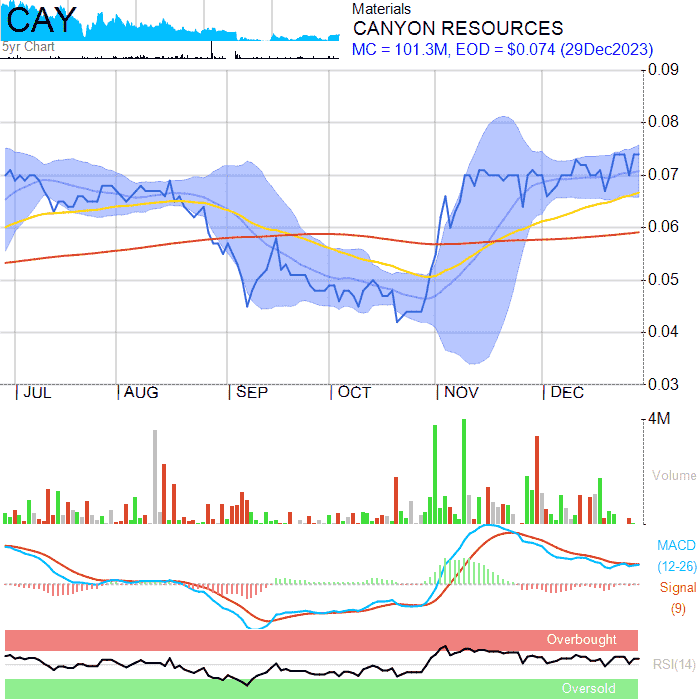 CAY
5yr Chart
Materials
CANYON RESOURCES
MC = 101.3M, EOD = $0.074 (29Dec2023)
0.09
0.08
0.07
0.06
0.05
0.04
0.03
JUL AUG SEP OCT NOV DEC
4M
Volume
MACD
(12-26)
Signal
(9)
Overbought
RSI(14)
Oversold